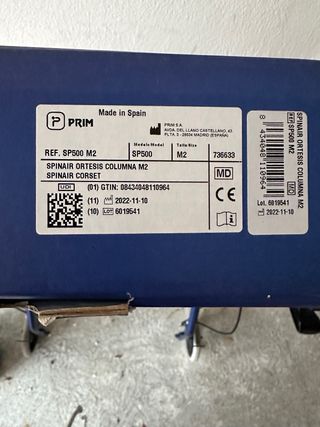 Made in Spain
PRIM
PRIM S.A
AVDA. DEL LLANO CASTELLANO, 43.
PLTA. 3 - 28034 MADRID (ESPAÑA)
Modelo Model
Talla Size
REF. SP500 M2
SP500
M2
736633
SPINAIR ORTESIS COLUMNA M2
SPINAIR CORSET
MD
UDI
(01) GTIN: 08434048110964
(11) 2022-11-10
(10) 6019541
CE
SPINAIR ORTESIS COLUMNA M2
REF. SP500 M2
8 434048 110964
Lot. 6019541
2022-11-10
MD